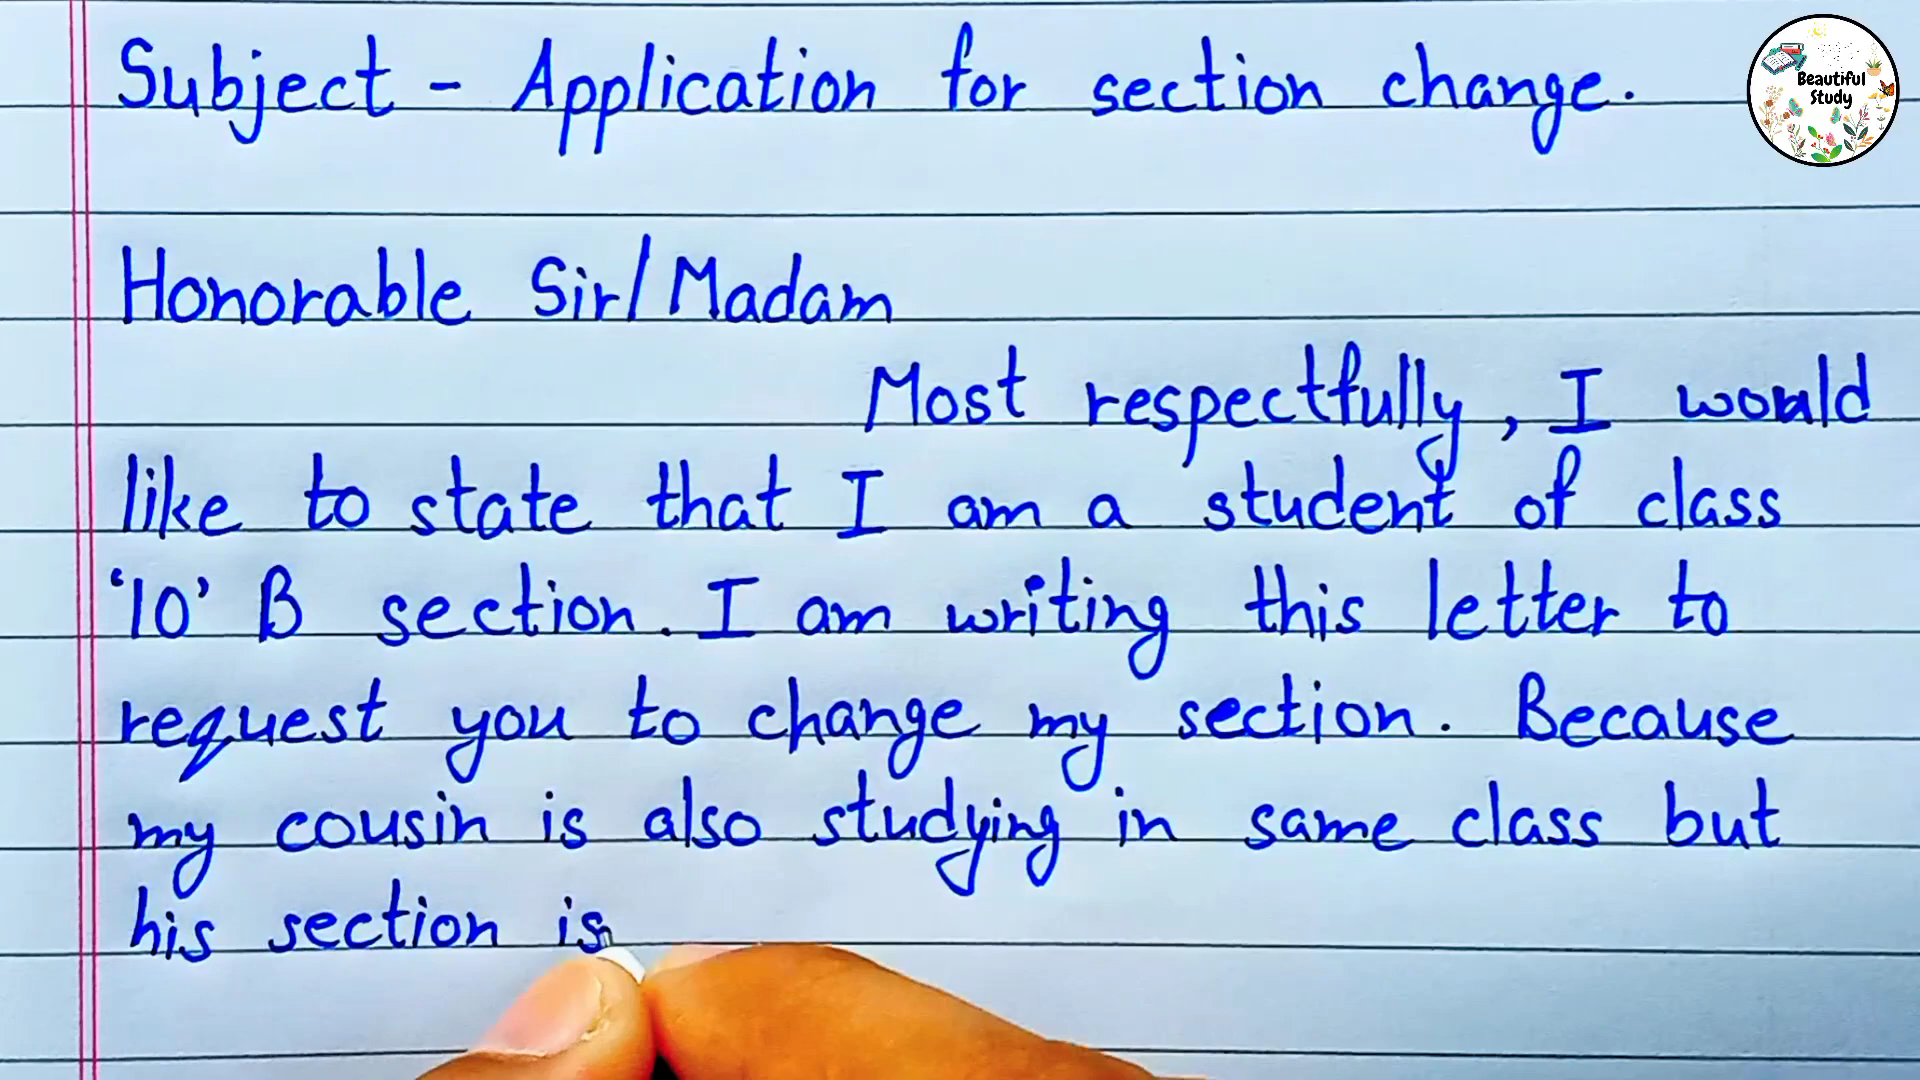 Subject - Application for section change.
Beautiful
Study
Honorable Sir/Madam
Most respectfully, I would
like to state that I am a student of class
'10' B section. I am writing this letter to
request you to change my section. Because
my cousin is also studying in same class but
his section is